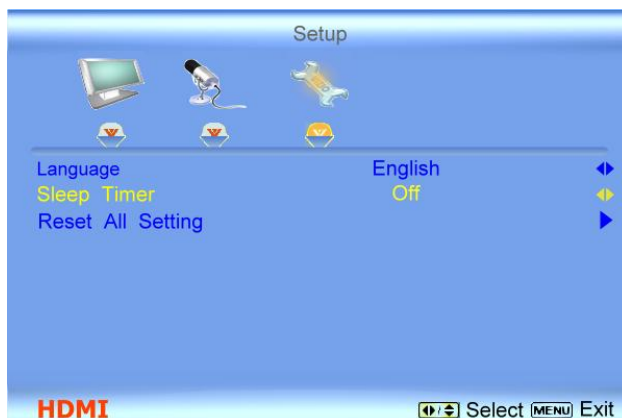 Setup
Language English
Sleep Timer Off
Reset All Setting
HDMI Select MENU Exit